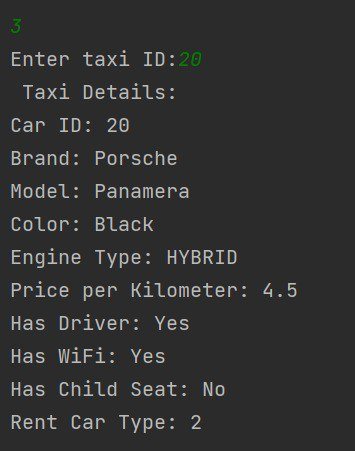 3
Enter taxi ID:20
Taxi Details:
Car ID: 20
Brand: Porsche
Model: Panamera
Color: Black
Engine Type: HYBRID
Price per Kilometer: 4.5
Has Driver: Yes
Has WiFi: Yes
Has Child Seat: No
Rent Car Type: 2